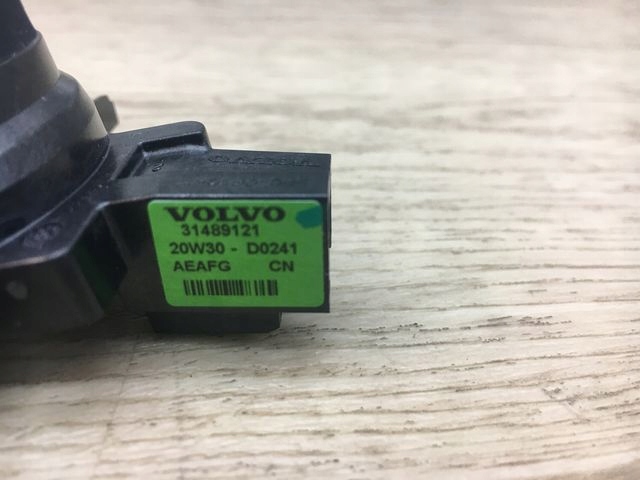 VOLVO
31489121
20W30 - D0241
AEAFG CN